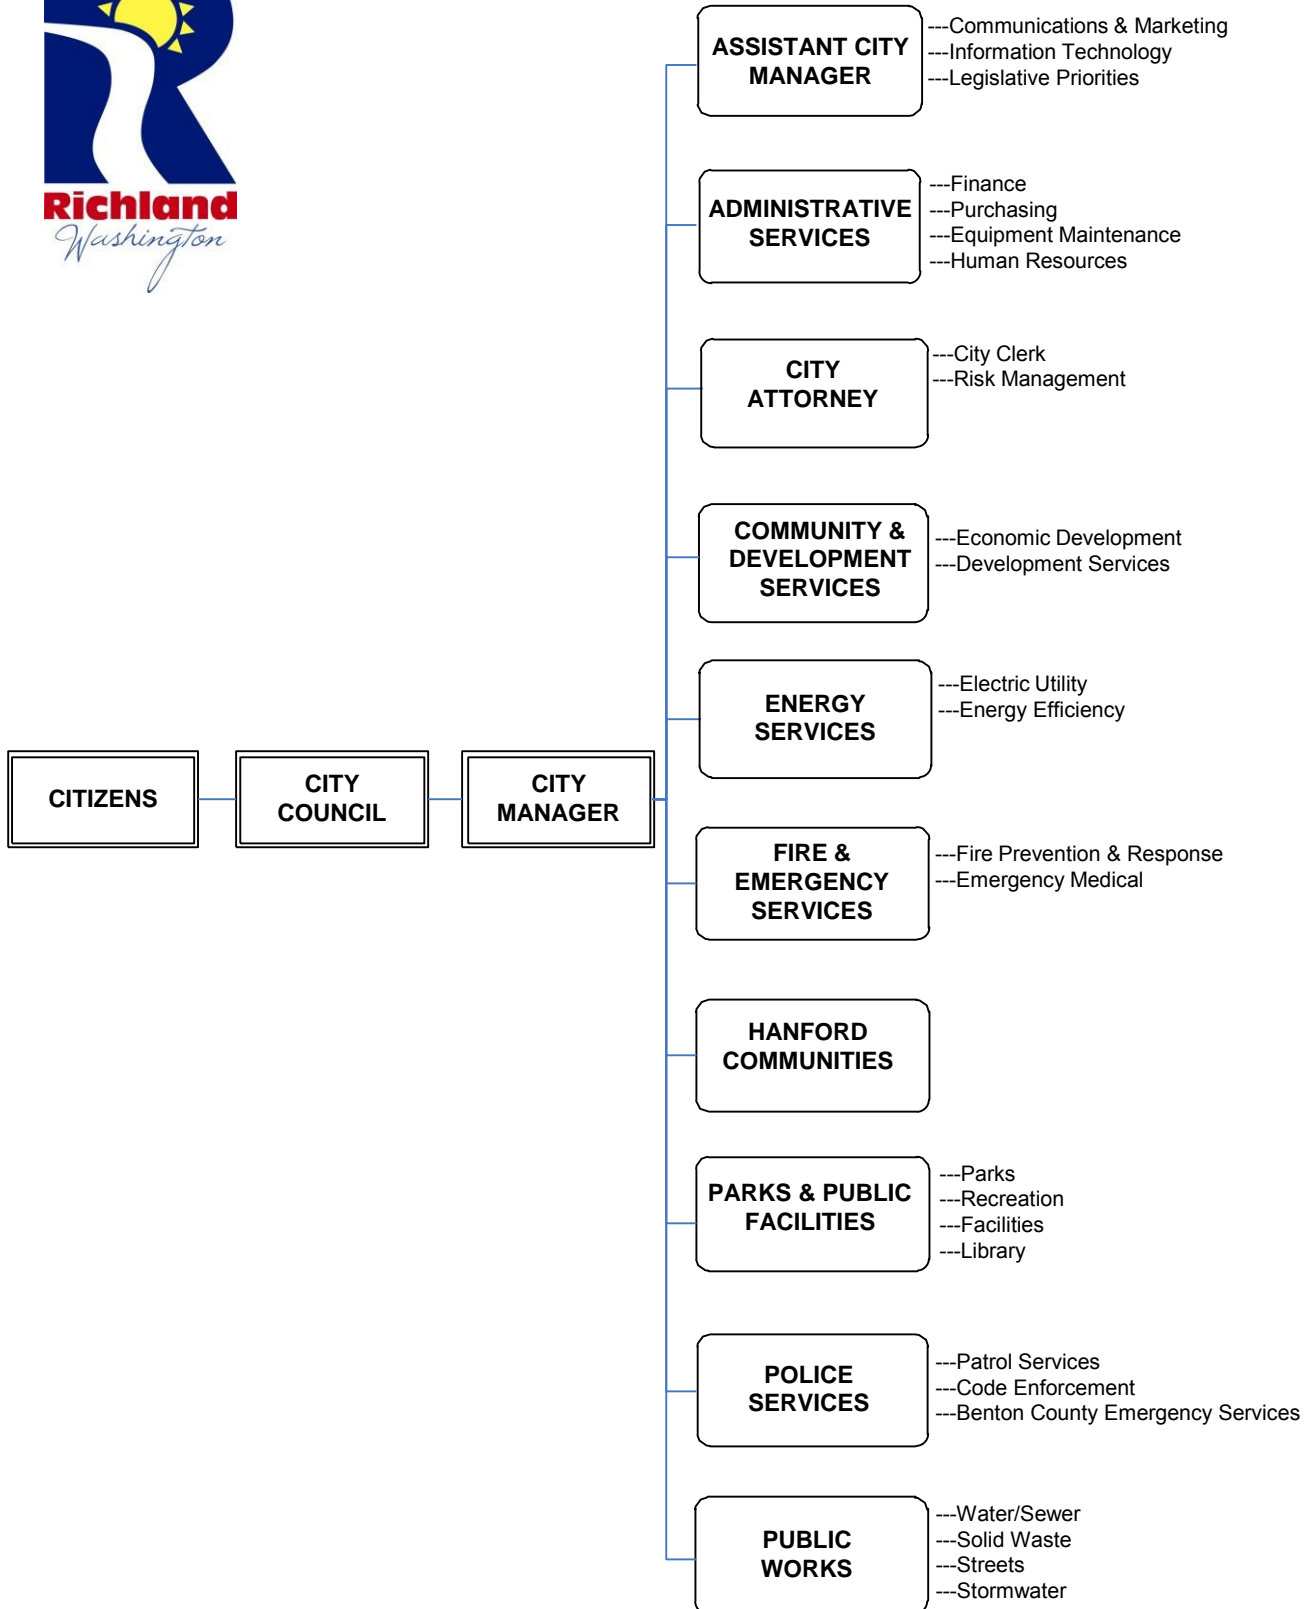 Richland
Washington
ASSISTANT CITY
MANAGER
---Communications & Marketing
---Information Technology
---Legislative Priorities
ADMINISTRATIVE
SERVICES
---Finance
---Purchasing
---Equipment Maintenance
---Human Resources
CITY
ATTORNEY
---City Clerk
---Risk Management
COMMUNITY &
DEVELOPMENT
SERVICES
---Economic Development
---Development Services
ENERGY
SERVICES
---Electric Utility
---Energy Efficiency
CITIZENS
CITY
COUNCIL
CITY
MANAGER
FIRE &
EMERGENCY
SERVICES
---Fire Prevention & Response
---Emergency Medical
HANFORD
COMMUNITIES
PARKS & PUBLIC
FACILITIES
---Parks
---Recreation
---Facilities
---Library
POLICE
SERVICES
---Patrol Services
---Code Enforcement
---Benton County Emergency Services
PUBLIC
WORKS
---Water/Sewer
---Solid Waste
---Streets
---Stormwater